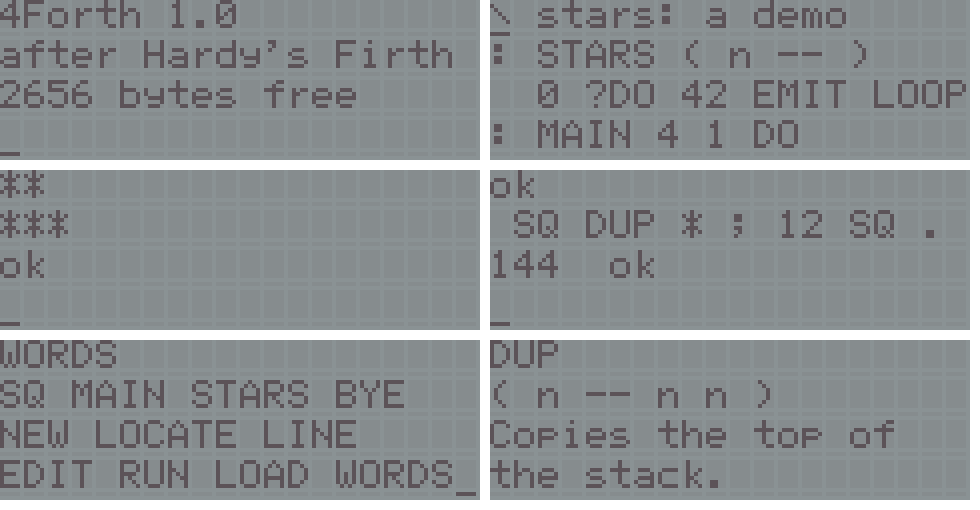 4Forth 1.0
after Hardy's Firth
2656 bytes free
_
\ stars: a demo
: STARS ( n -- )
  0 ?DO 42 EMIT LOOP
: MAIN 4 1 DO
**
***
ok
_
ok
 SQ DUP * ; 12 SQ .
144  ok
_
WORDS
SQ MAIN STARS BYE
NEW LOCATE LINE
EDIT RUN LOAD WORDS_
DUP
( n -- n n )
Copies the top of
the stack.